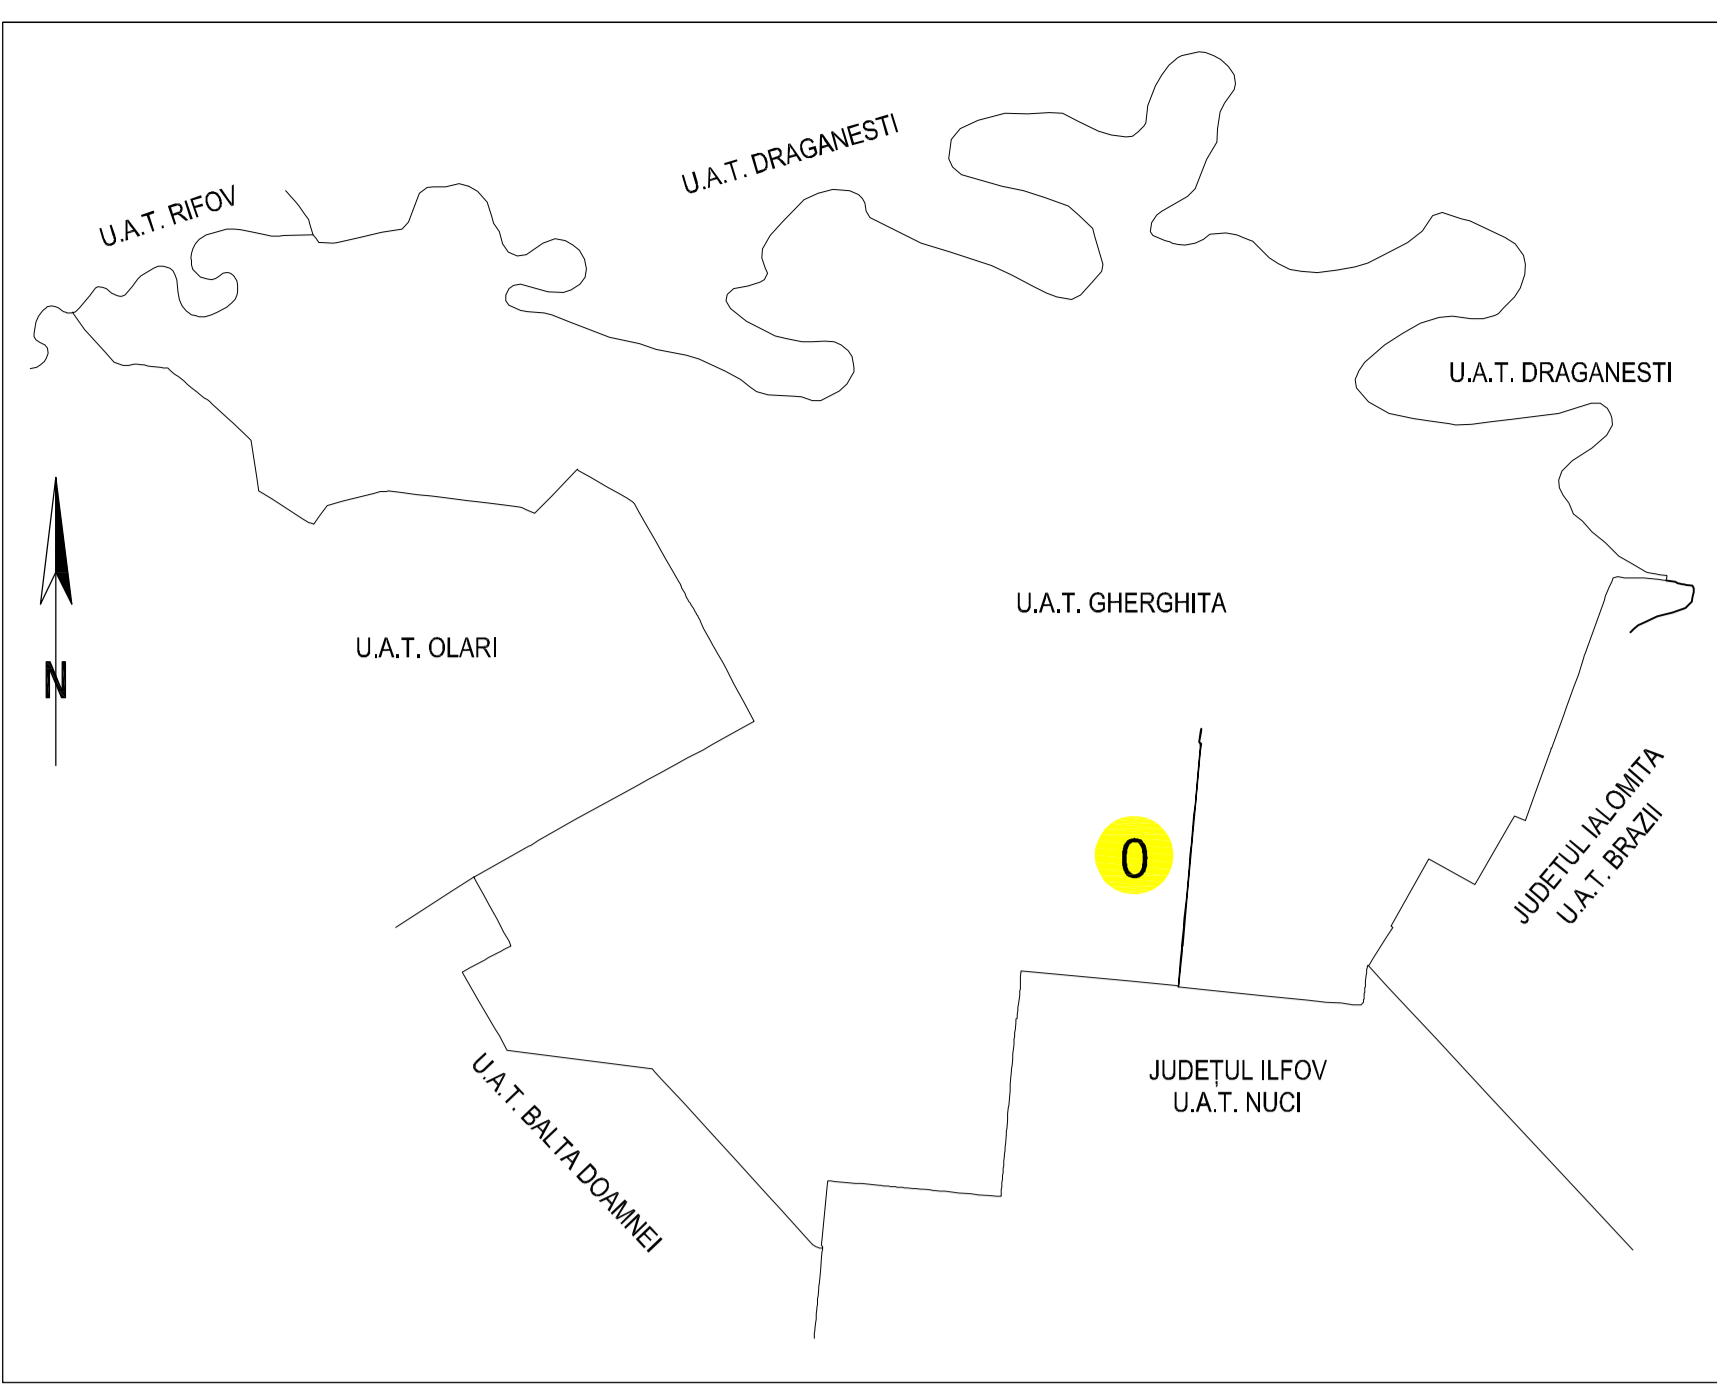 U.A.T. DRAGANESTI
U.A.T. RIFOV
U.A.T. DRAGANESTI
U.A.T. GHERGHITA
U.A.T. OLARI
N
JUDETUL IALOMITA
U.A.T. BRAZII
0
JUDEȚUL ILFOV
U.A.T. NUCI
U.A.T. BALTA DOAMNEI